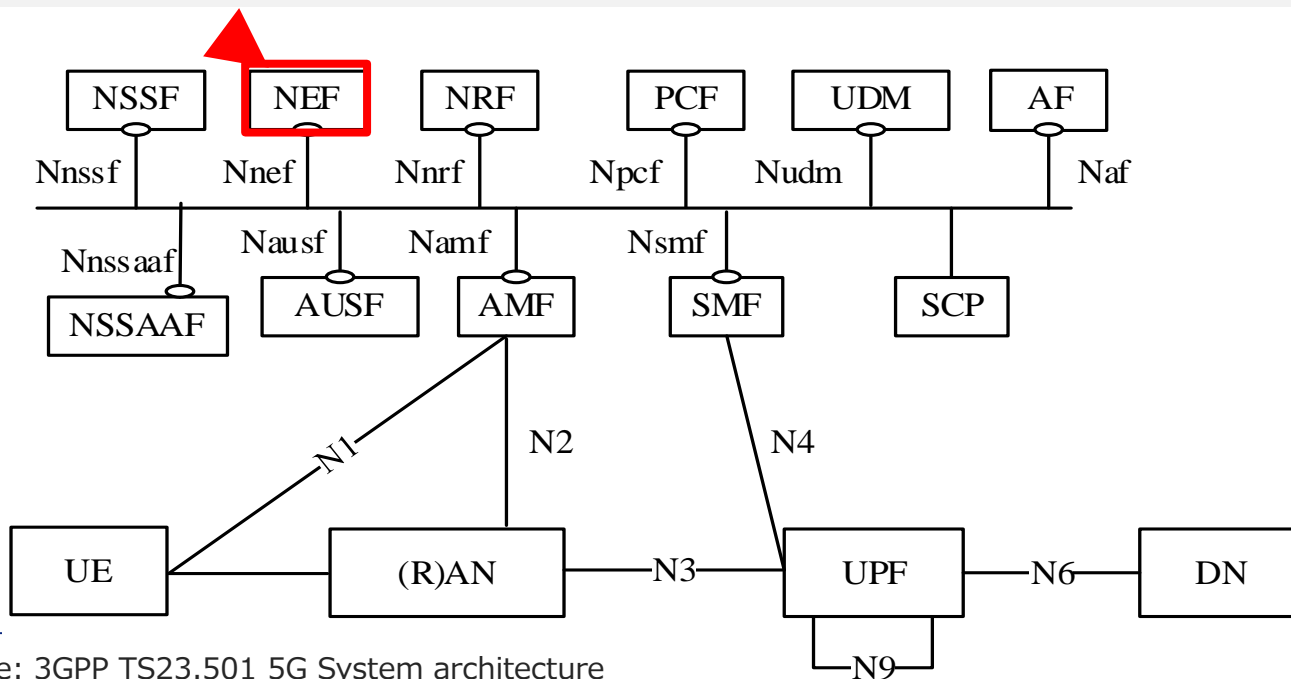 NSSF NEF NRF PCF UDM AF
Nnssf Nnef Nnrf Npcf Nudm Naf
Nnssaaf Nausf Namf Nsmf
NSSAAF AUSF AMF SMF SCP
N1 N2 N4
UE (R)AN N3 UPF N6 DN
N9
e: 3GPP TS23.501 5G System architecture